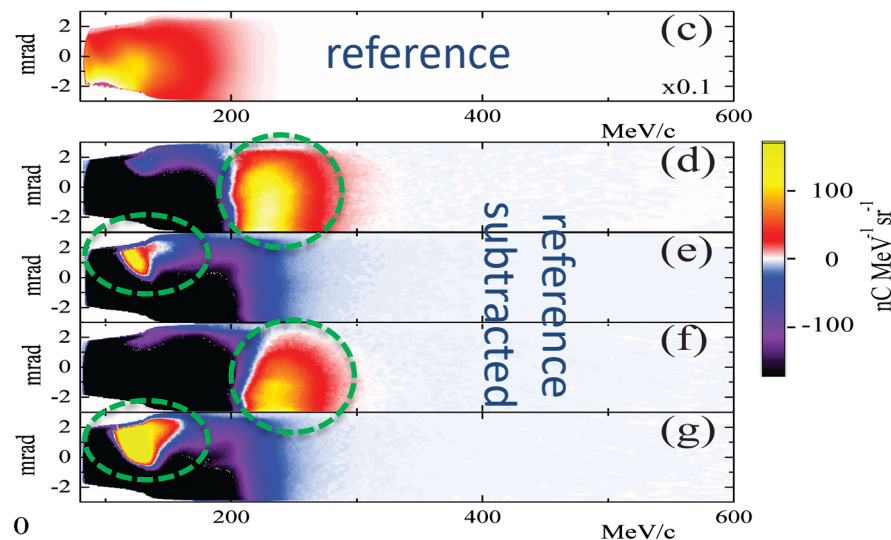 2
0
-2
mrad
reference
(c)
x0.1
200
400
600
MeV/c
2
0
-2
mrad
(d)
2
0
-2
mrad
(e)
2
0
-2
mrad
(f)
2
0
-2
mrad
(g)
reference
subtracted
100
0
-100
nC MeV⁻¹ sr⁻¹
0
200
400
600
MeV/c